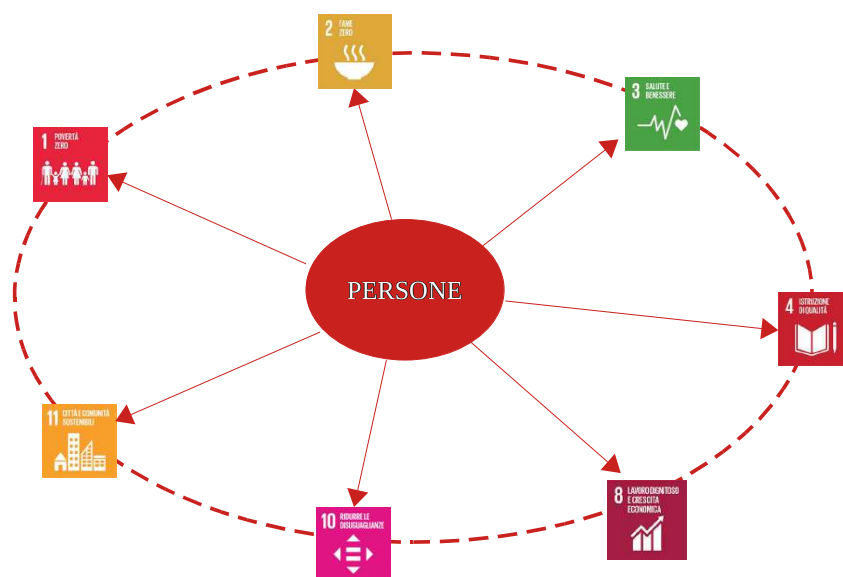 2 FAME
ZERO
3 SALUTE E
BENESSERE
1 POVERTÀ
ZERO
PERSONE
4 ISTRUZIONE
DI QUALITÀ
11 CITTÀ E COMUNITÀ
SOSTENIBILI
8 LAVORO DIGNITOSO
E CRESCITA
ECONOMICA
10 RIDURRE LE
DISUGUAGLIANZE